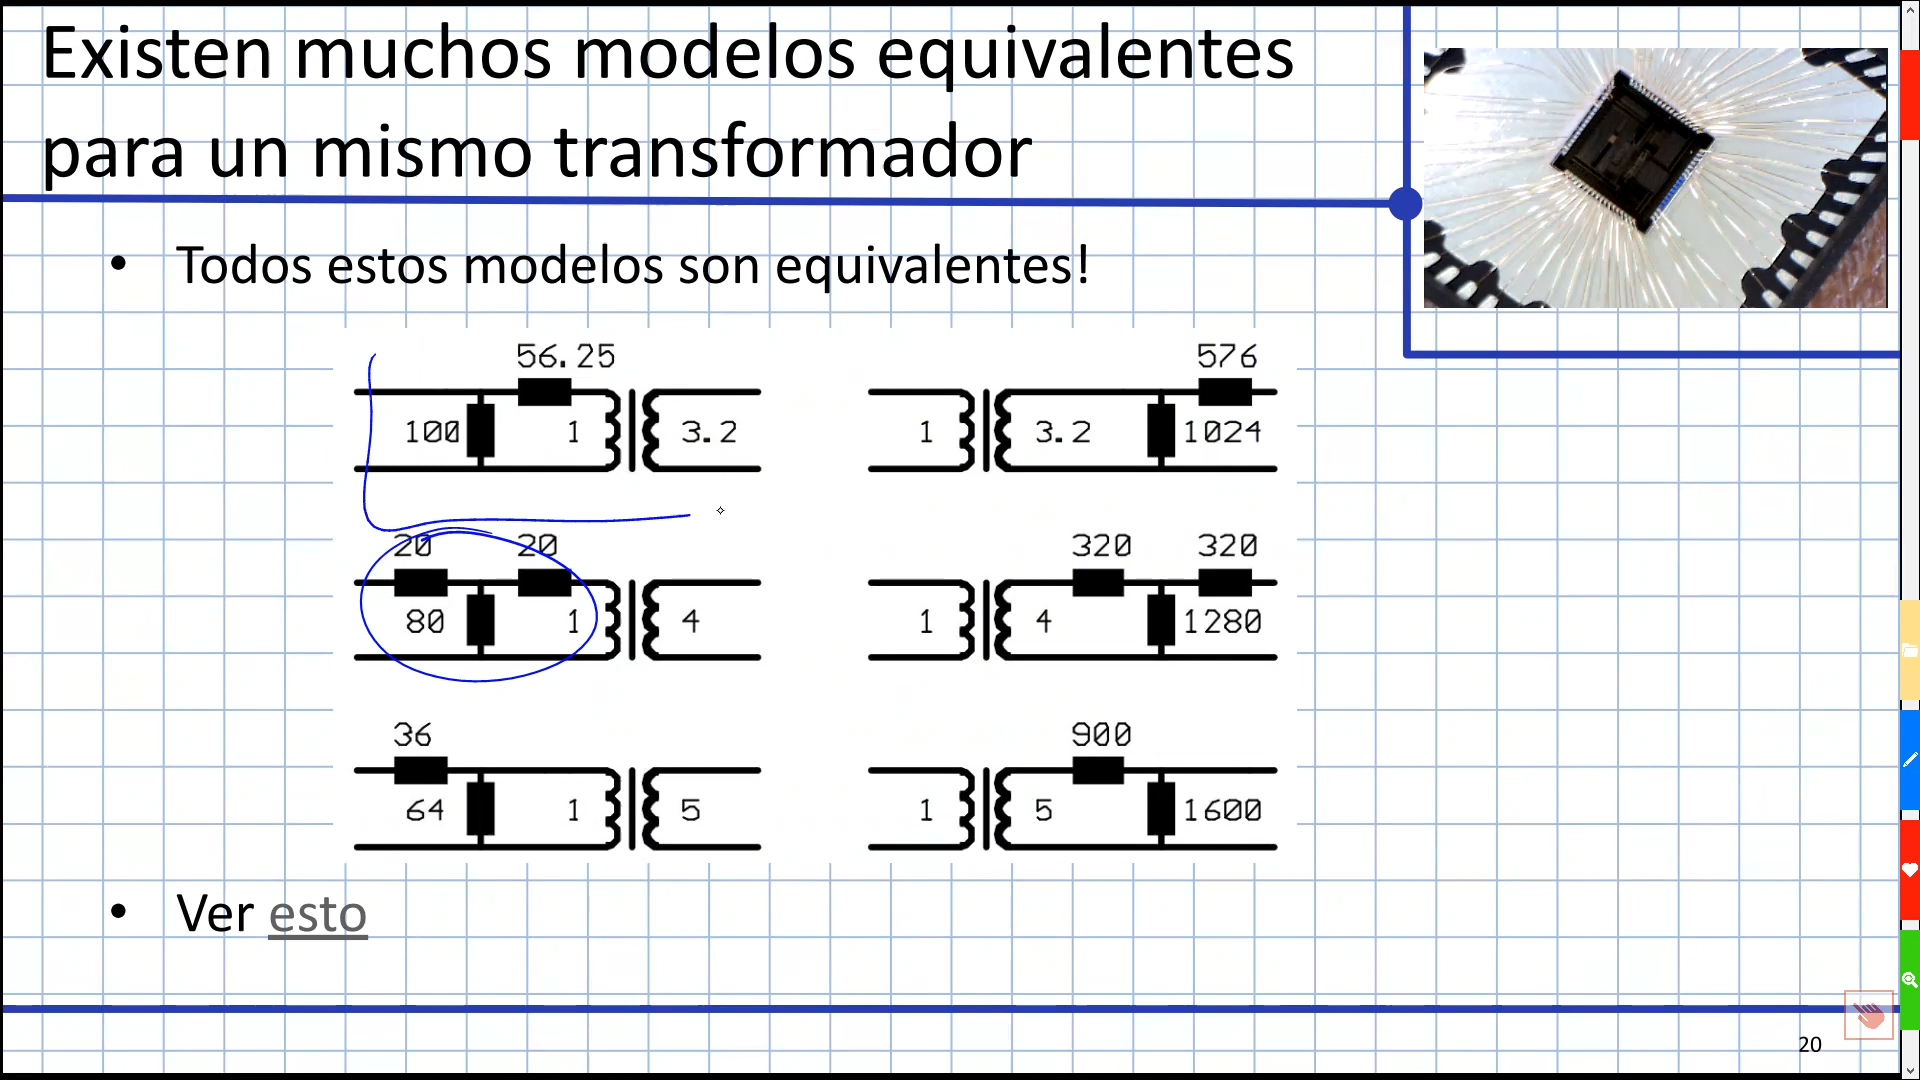 Existen muchos modelos equivalentes
para un mismo transformador
• Todos estos modelos son equivalentes!
56.25
100 1 3.2
576
1 3.2 1024
20 20
80 1 4
320 320
1 4 1280
36
64 1 5
900
1 5 1600
• Ver esto
20